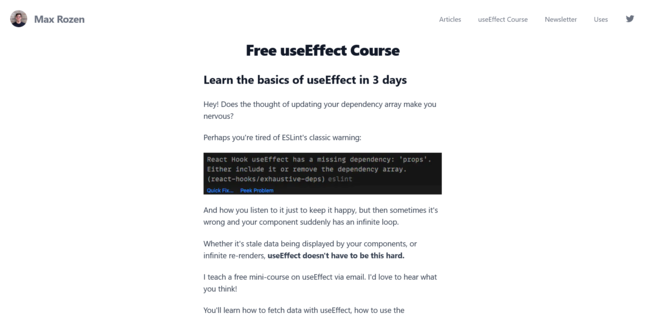 Max Rozen
Articles
useEffect Course
Newsletter
Uses
Free useEffect Course
Learn the basics of useEffect in 3 days
Hey! Does the thought of updating your dependency array make you
nervous?
Perhaps you're tired of ESLint's classic warning:
React Hook useEffect has a missing dependency: 'props'.
Either include it or remove the dependency array.
(react-hooks/exhaustive-deps) eslint
Quick Fix... Peek Problem
And how you listen to it just to keep it happy, but then sometimes it's
wrong and your component suddenly has an infinite loop.
Whether it's stale data being displayed by your components, or
infinite re-renders, useEffect doesn't have to be this hard.
I teach a free mini-course on useEffect via email. I'd love to hear what
you think!
You'll learn how to fetch data with useEffect, how to use the